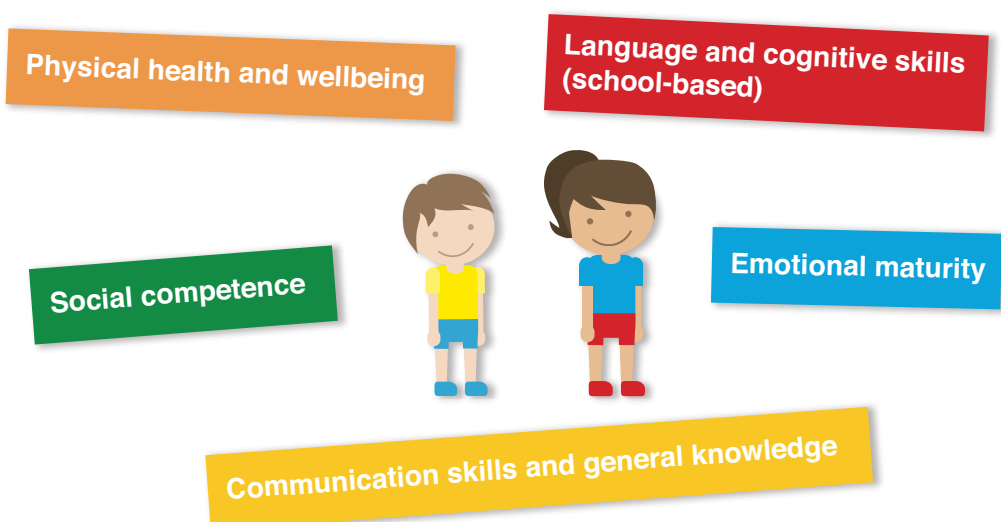 Physical health and wellbeing
Language and cognitive skills
(school-based)
Social competence
Emotional maturity
Communication skills and general knowledge